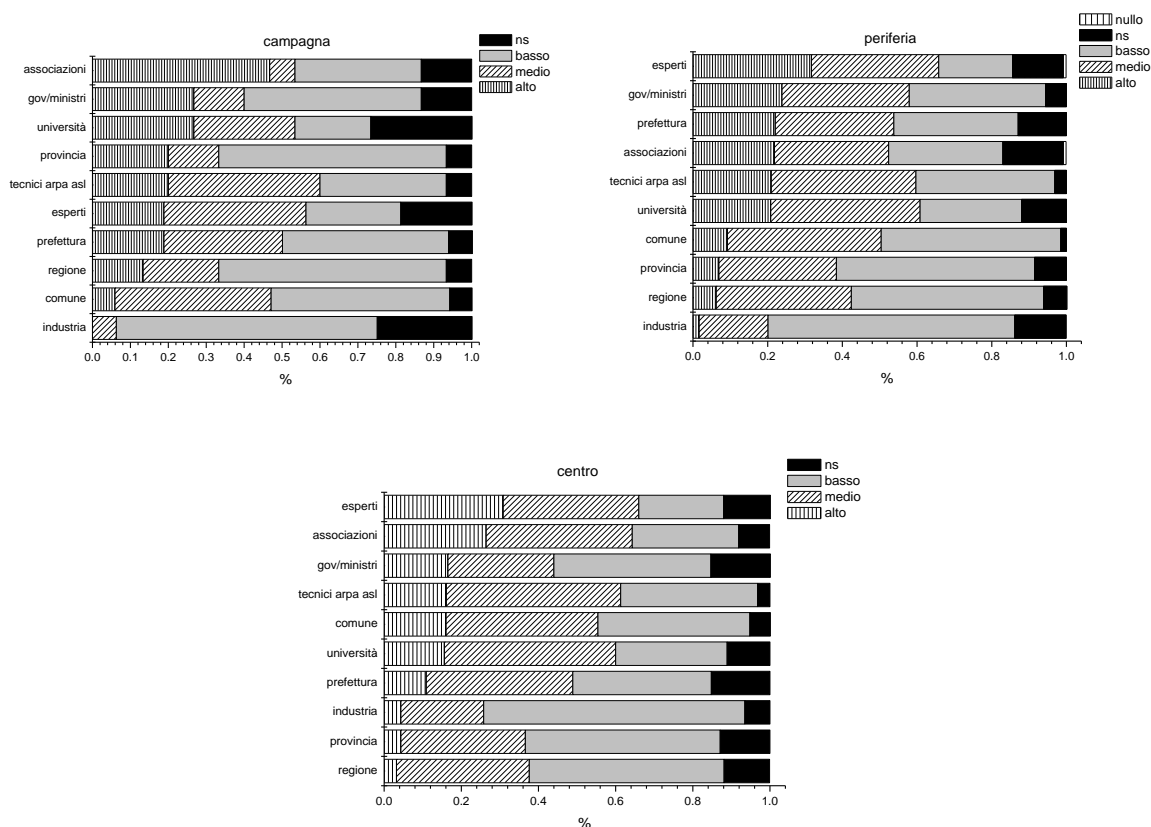 campagna
ns
basso
medio
alto
associazioni
gov/ministri
università
provincia
tecnici arpa asl
esperti
prefettura
regione
comune
industria
0.0 0.1 0.2 0.3 0.4 0.5 0.6 0.7 0.8 0.9 1.0
%
periferia
nullo
ns
basso
medio
alto
esperti
gov/ministri
prefettura
associazioni
tecnici arpa asl
università
comune
provincia
regione
industria
0.0 0.2 0.4 0.6 0.8 1.0
%
centro
ns
basso
medio
alto
esperti
associazioni
gov/ministri
tecnici arpa asl
comune
università
prefettura
industria
provincia
regione
0.0 0.2 0.4 0.6 0.8 1.0
%